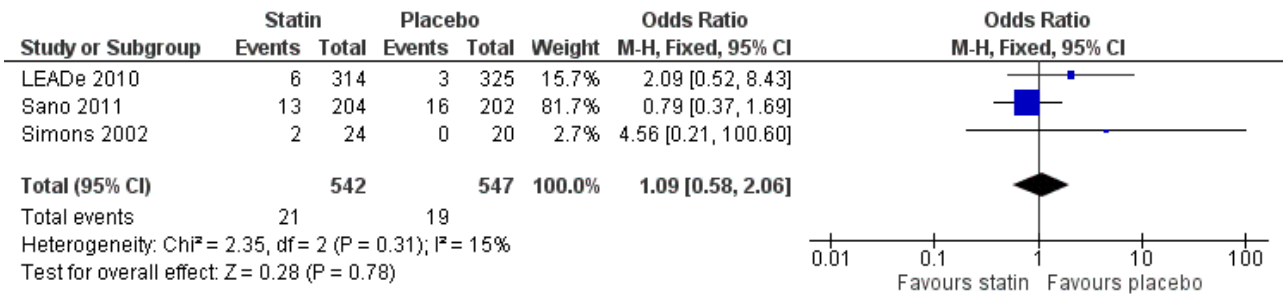 Statin Placebo Odds Ratio Odds Ratio
Study or Subgroup Events Total Events Total Weight M-H, Fixed, 95% CI M-H, Fixed, 95% CI
LEADe 2010 6 314 3 325 15.7% 2.09 [0.52, 8.43]
Sano 2011 13 204 16 202 81.7% 0.79 [0.37, 1.69]
Simons 2002 2 24 0 20 2.7% 4.56 [0.21, 100.60]
Total (95% CI) 542 547 100.0% 1.09 [0.58, 2.06]
Total events 21 19
Heterogeneity: Chi² = 2.35, df = 2 (P = 0.31); I² = 15%
Test for overall effect: Z = 0.28 (P = 0.78)
0.01 0.1 1 10 100
Favours statin Favours placebo